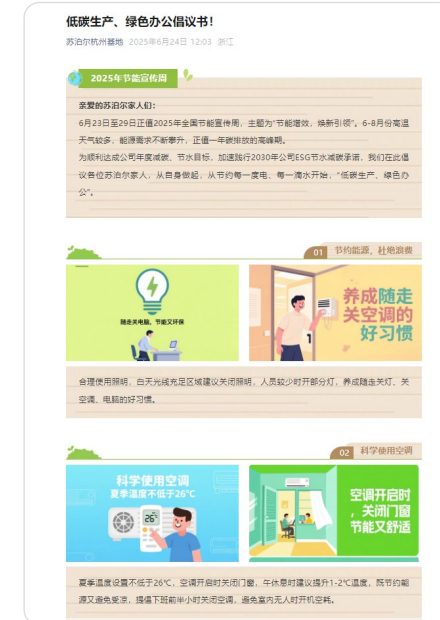 低碳生产、绿色办公倡议书！
苏泊尔杭州基地 2025年6月24日 12:03 浙江
2025年节能宣传周
亲爱的苏泊尔家人们：
6月23日至29日正值2025年全国节能宣传周，主题为“节能增效，焕新引领”。6-8月份高温
天气较多，能源需求不断攀升，正值一年碳排放的高峰期。
为顺利达成公司年度减碳、节水目标，加速践行2030年公司ESG节水减碳承诺，我们在此倡
议各位苏泊尔家人，从自身做起，从节约每一度电、每一滴水开始，“低碳生产、绿色办
公”。
01 节约能源，杜绝浪费
随走关电脑，节能又环保
养成随走
关空调的
好习惯
合理使用照明，白天光线充足区域建议关闭照明，人员较少时开部分灯，养成随走关灯、关
空调、电脑的好习惯。
02 科学使用空调
科学使用空调
夏季温度不低于26℃
26℃
空调开启时
，关闭门窗
节能又舒适
夏季温度设置不低于26℃，空调开启时关闭门窗，午休息时建议提升1-2℃温度，既节约能
源又避免受凉，提倡下班前半小时关闭空调，避免室内无人时开机空耗。